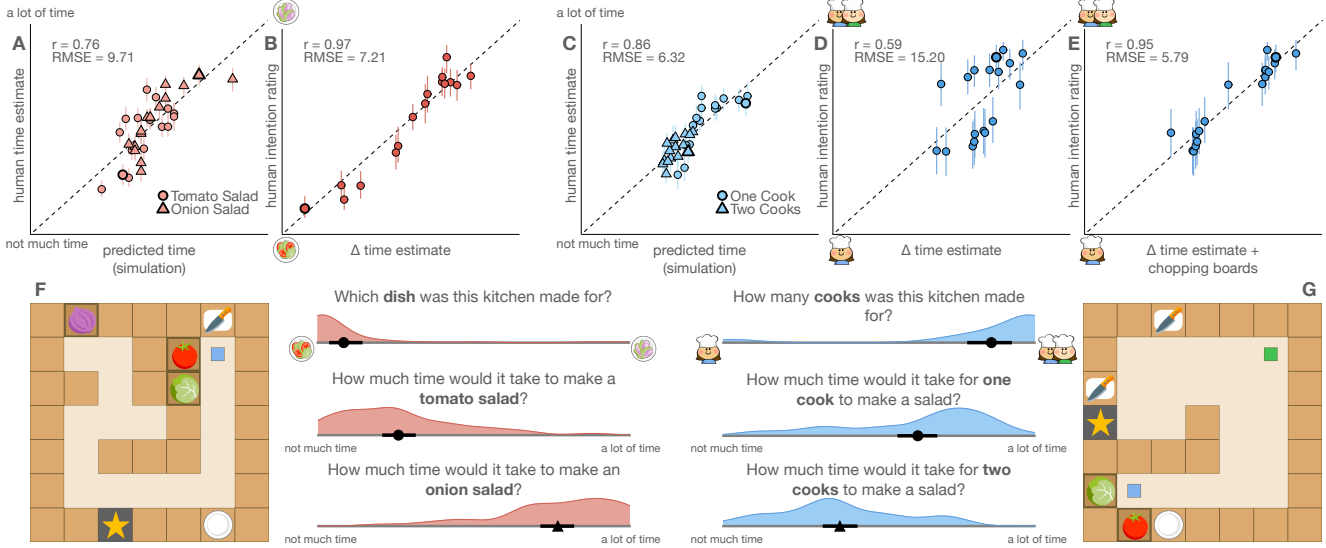 a lot of time
A
r = 0.76
RMSE = 9.71
human time estimate
Tomato Salad
Onion Salad
not much time
predicted time
(simulation)
B
r = 0.97
RMSE = 7.21
human intention rating
Δ time estimate
a lot of time
C
r = 0.86
RMSE = 6.32
human time estimate
One Cook
Two Cooks
not much time
predicted time
(simulation)
D
r = 0.59
RMSE = 15.20
human intention rating
Δ time estimate
E
r = 0.95
RMSE = 5.79
human intention rating
Δ time estimate +
chopping boards
F
Which dish was this kitchen made for?
How much time would it take to make a
tomato salad?
not much time
a lot of time
How much time would it take to make an
onion salad?
not much time
a lot of time
How many cooks was this kitchen made
for?
How much time would it take for one
cook to make a salad?
not much time
a lot of time
How much time would it take for two
cooks to make a salad?
not much time
a lot of time
G